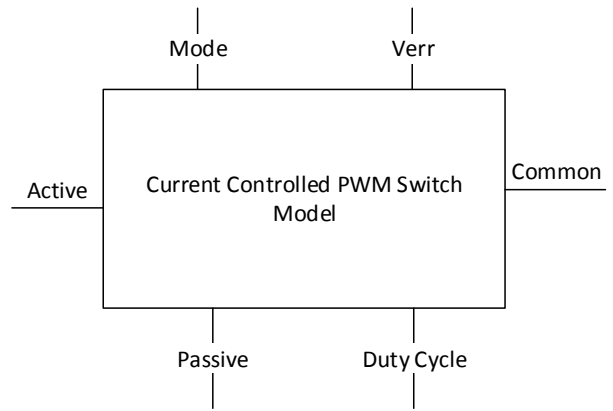 Mode
Verr
Active
Current Controlled PWM Switch
Model
Common
Passive
Duty Cycle